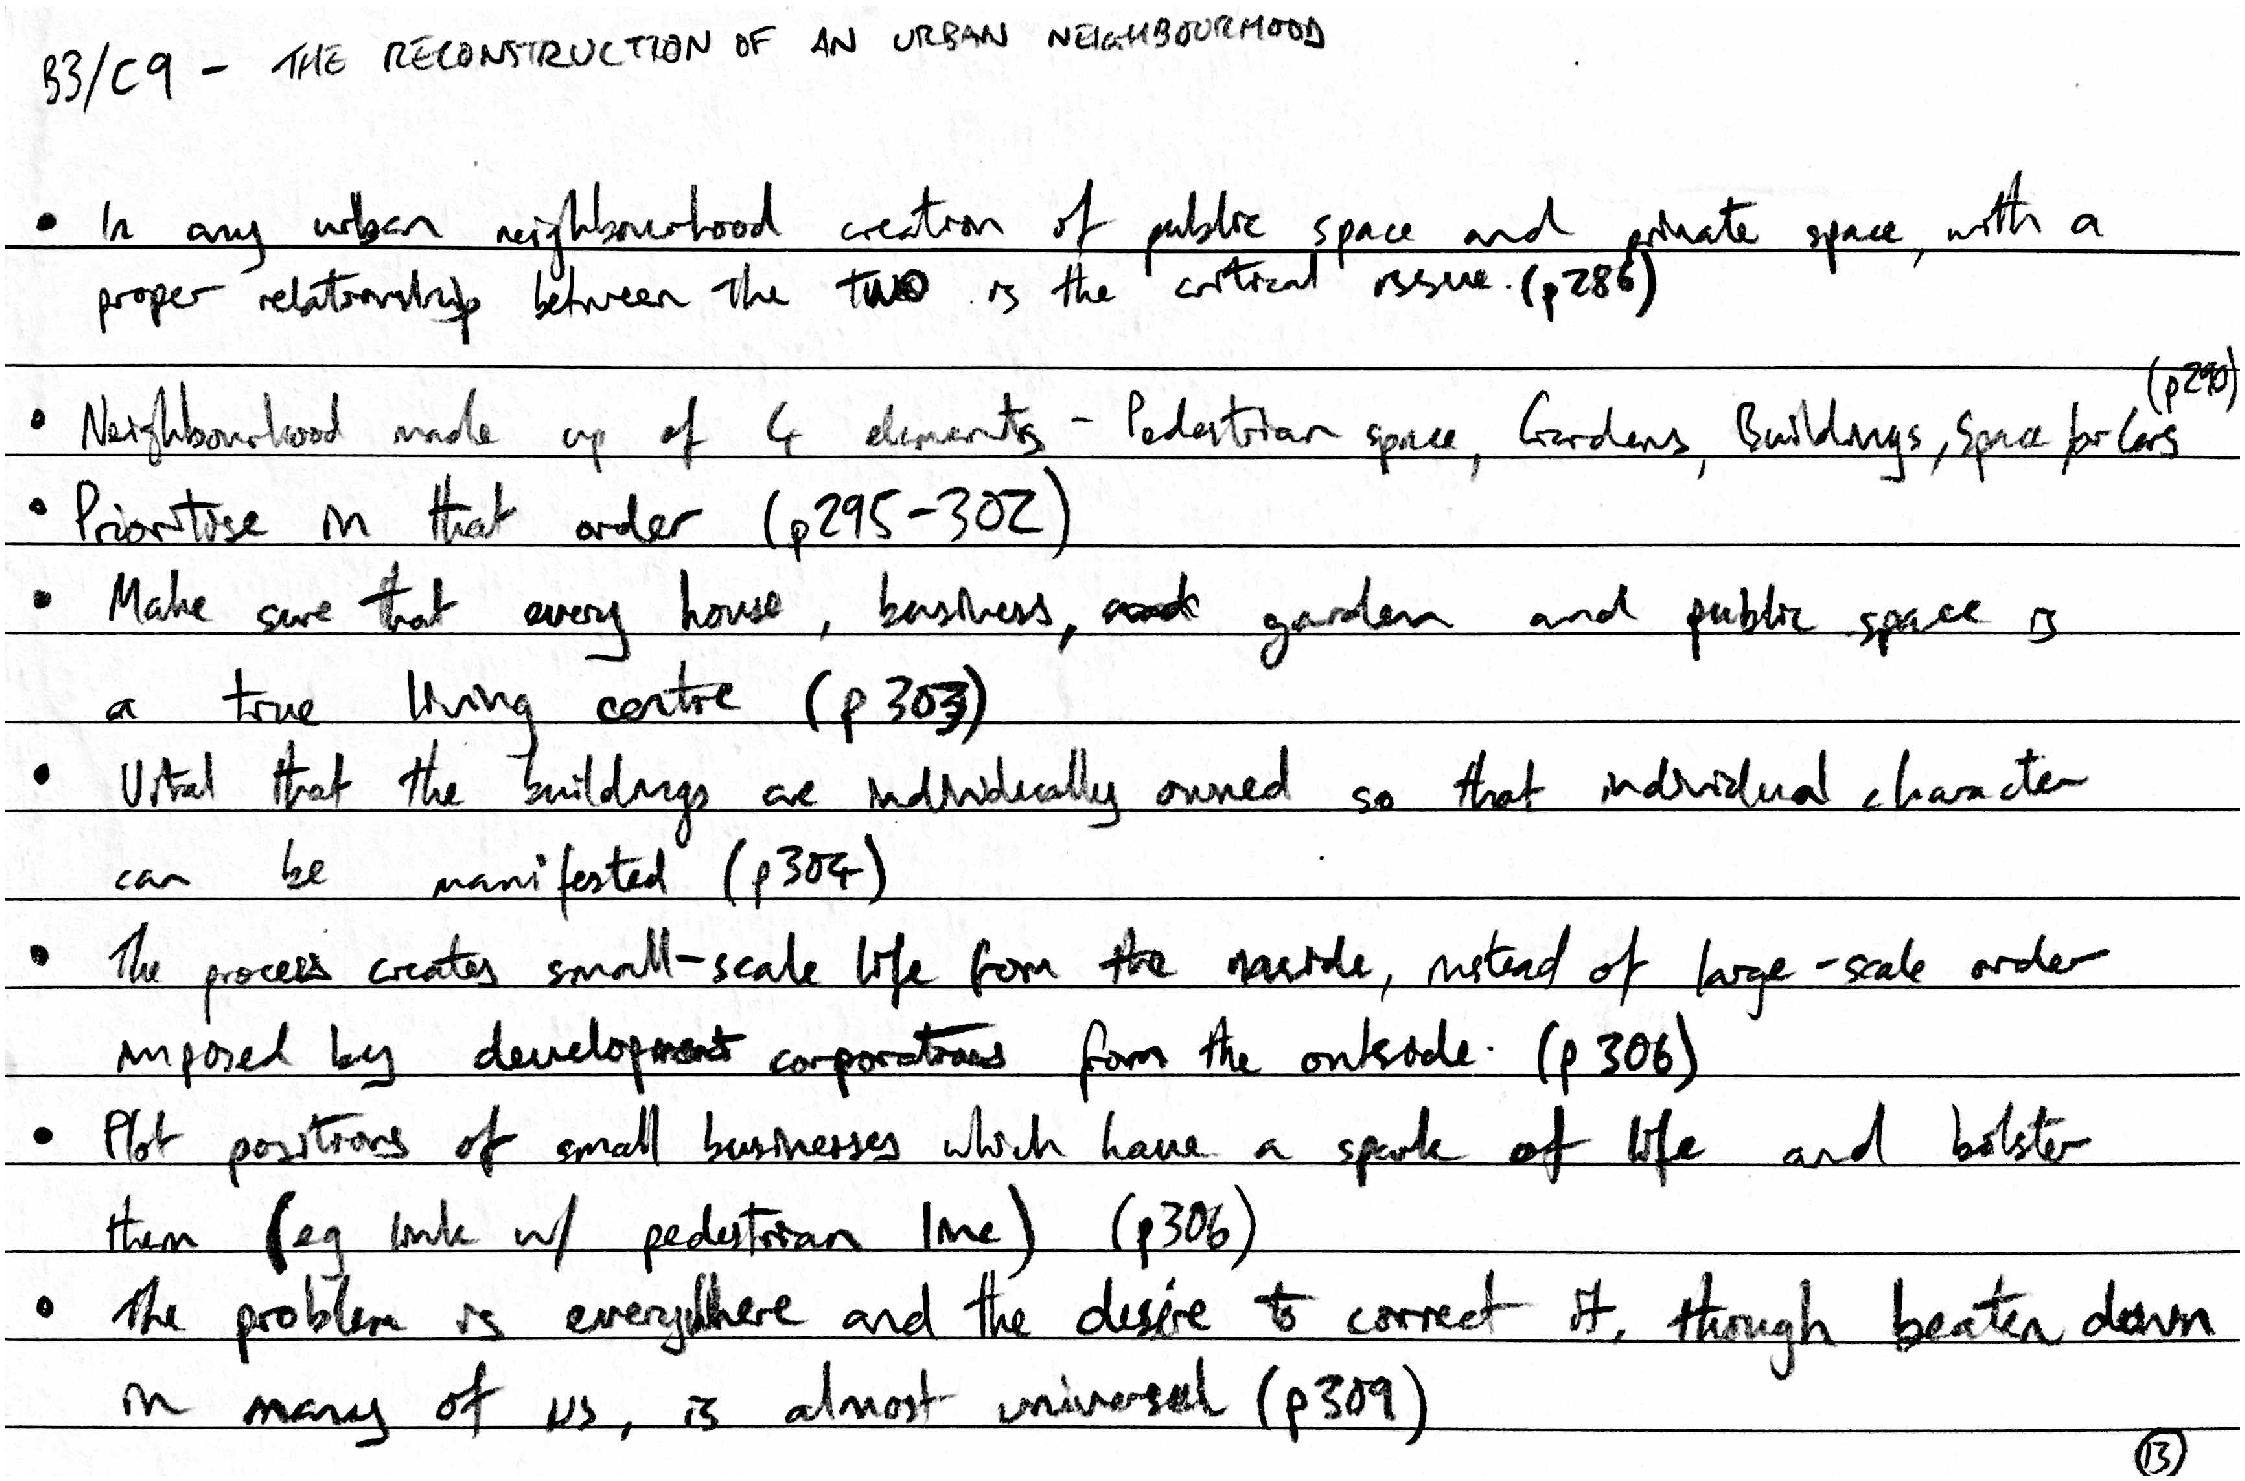 B3/C9 - THE RECONSTRUCTION OF AN URBAN NEIGHBOURHOOD
• In any urban neighbourhood creation of public space and private space, with a
proper relationship between the two is the critical issue. (p286)
(p290)
• Neighbourhood made up of 4 elements - Pedestrian space, Gardens, Buildings, Space for Cars
• Prioritise in that order (p295-302)
• Make sure that every house, business, garden and public space is
a true living centre (p303)
• Vital that the buildings are individually owned so that individual character
can be manifested (p304)
• The process creates small-scale life from the inside, instead of large-scale order
imposed by development corporations from the outside. (p306)
• Plot positions of small businesses which have a spark of life and bolster
them (eg link w/ pedestrian line) (p306)
• The problem is everywhere and the desire to correct it, though beaten down
in many of us, is almost universal (p309)
13